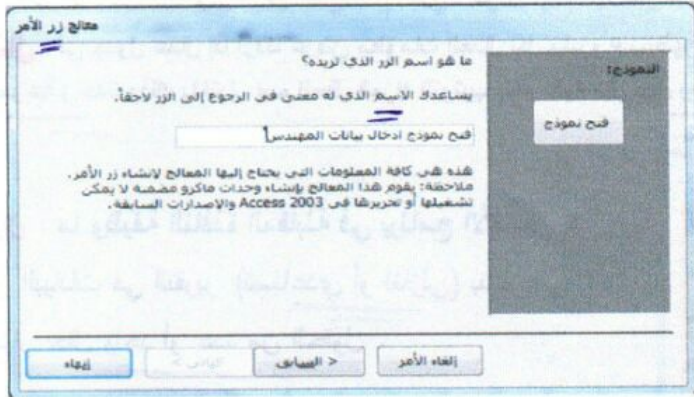 معالج زر الأمر
ما هو اسم الزر الذي تريده؟
يساعدك الاسم الذي له معنى في الرجوع إلى الزر لاحقاً.
فتح نموذج ادخال بيانات المهندس
هذه هي كافة المعلومات التي يحتاج إليها المعالج لإنشاء زر الأمر.
ملاحظة: يقوم هذا المعالج بإنشاء وحدات ماكرو مضمنة لا يمكن
تشغيلها أو تحريرها في Access 2003 والإصدارات السابقة.
النموذج:
فتح نموذج
إلغاء الأمر
< السابق
إنهاء